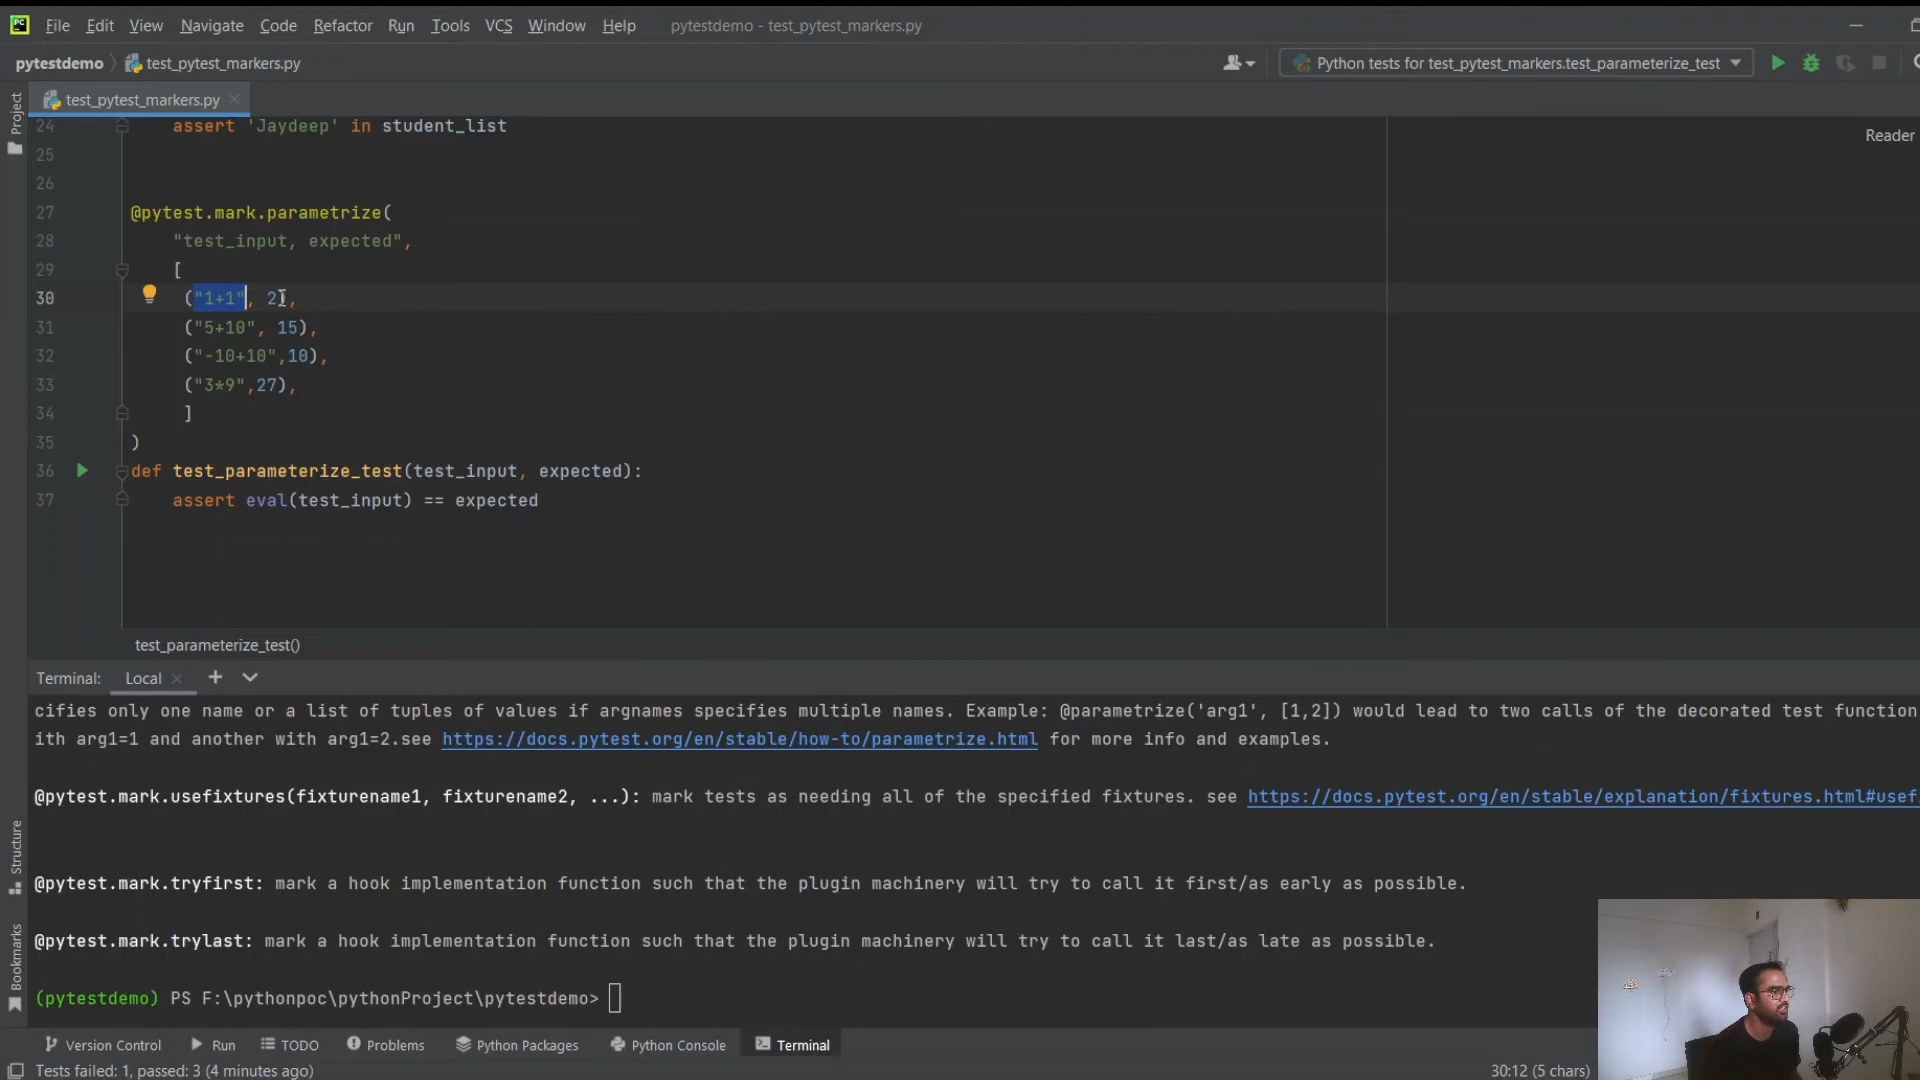 PC File Edit View Navigate Code Refactor Run Tools VCS Window Help pytestdemo - test_pytest_markers.py
pytestdemo test_pytest_markers.py Python tests for test_pytest_markers.test_parameterize_test
Project
test_pytest_markers.py
Reader
24 assert 'Jaydeep' in student_list
25
26
27 @pytest.mark.parametrize(
28 "test_input, expected",
29 [
30 ("1+1", 2),
31 ("5+10", 15),
32 ("-10+10",10),
33 ("3*9",27),
34 ]
35 )
36 def test_parameterize_test(test_input, expected):
37 assert eval(test_input) == expected
test_parameterize_test()
Terminal: Local
cifies only one name or a list of tuples of values if argnames specifies multiple names. Example: @parametrize('arg1', [1,2]) would lead to two calls of the decorated test function
ith arg1=1 and another with arg1=2.see https://docs.pytest.org/en/stable/how-to/parametrize.html for more info and examples.
@pytest.mark.usefixtures(fixturename1, fixturename2, ...): mark tests as needing all of the specified fixtures. see https://docs.pytest.org/en/stable/explanation/fixtures.html#usef
@pytest.mark.tryfirst: mark a hook implementation function such that the plugin machinery will try to call it first/as early as possible.
@pytest.mark.trylast: mark a hook implementation function such that the plugin machinery will try to call it last/as late as possible.
(pytestdemo) PS F:\pythonpoc\pythonProject\pytestdemo>
Structure
Bookmarks
Version Control Run TODO Problems Python Packages Python Console Terminal
Tests failed: 1, passed: 3 (4 minutes ago) 30:12 (5 chars)